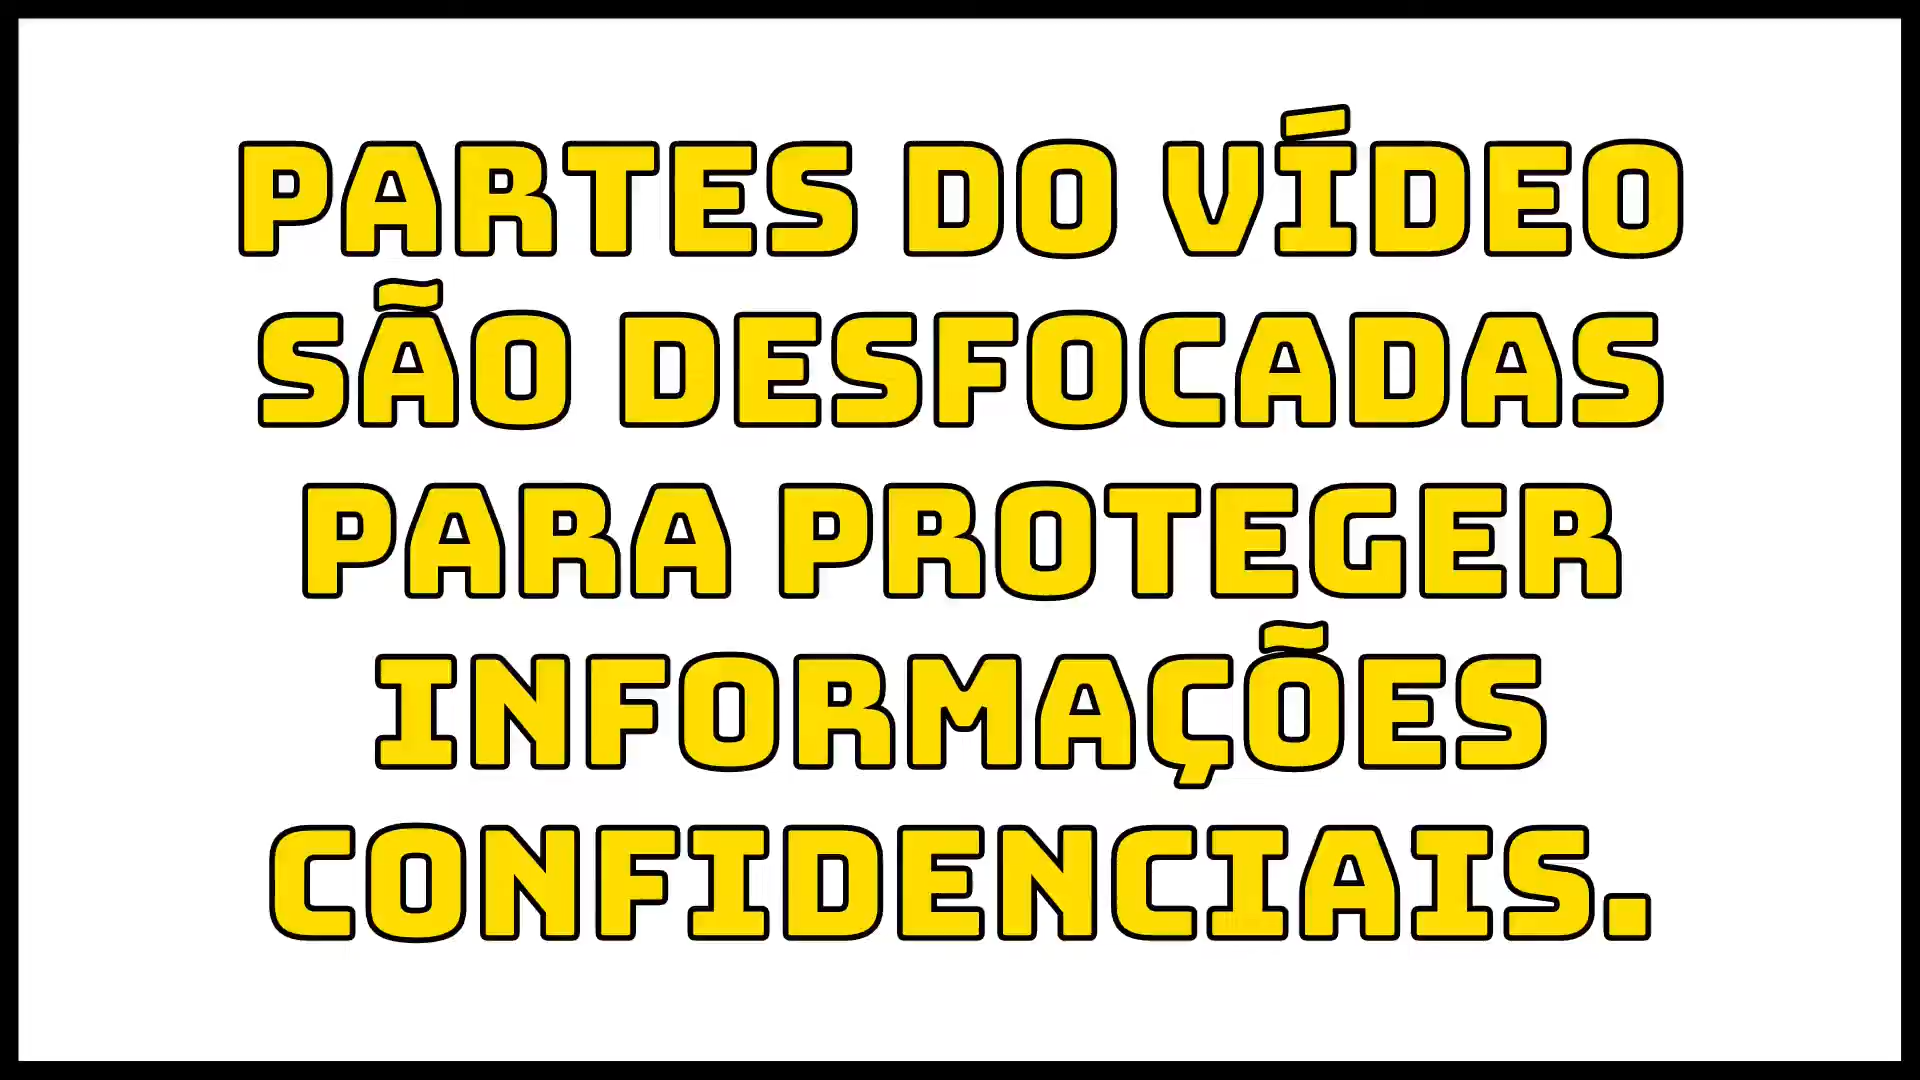 PARTES DO VÍDEO
SÃO DESFOCADAS
PARA PROTEGER
INFORMAÇÕES
CONFIDENCIAIS.